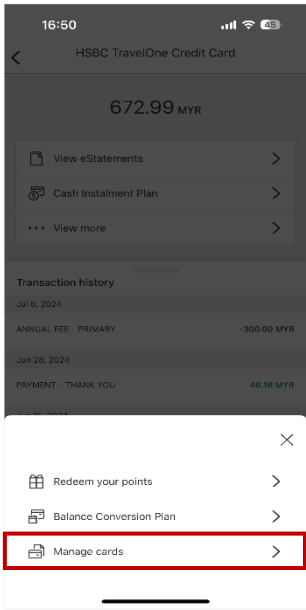 16:50
45
HSBC TravelOne Credit Card
672.99 MYR
View eStatements
Cash Instalment Plan
View more
Transaction history
Jul 8, 2024
ANNUAL FEE - PRIMARY -300.00 MYR
Jun 28, 2024
PAYMENT - THANK YOU 46.16 MYR
Redeem your points
Balance Conversion Plan
Manage cards